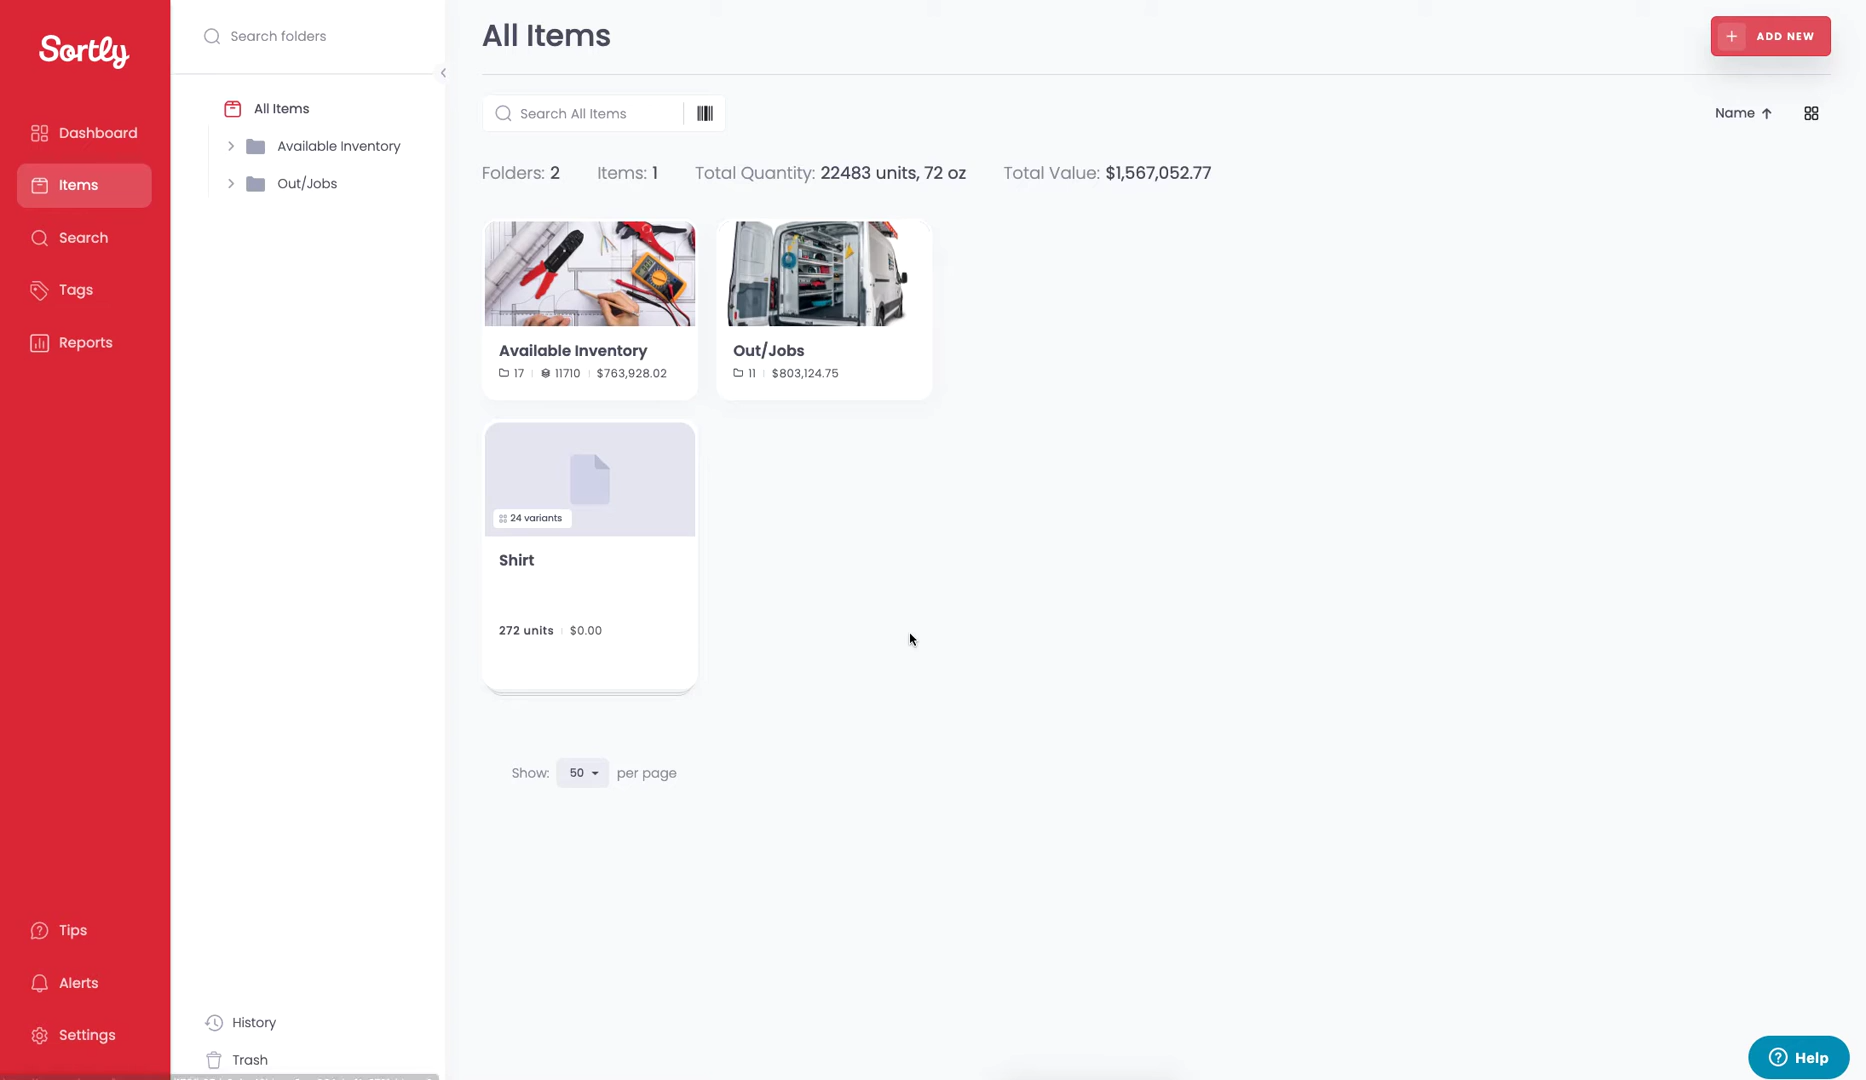 Sortly
Dashboard
Items
Search
Tags
Reports
Tips
Alerts
Settings
Search folders
All Items
Available Inventory
Out/Jobs
History
Trash
All Items
+ ADD NEW
Search All Items
Name ↑
Folders: 2 Items: 1 Total Quantity: 22483 units, 72 oz Total Value: $1,567,052.77
Available Inventory
17 | 11710 | $763,928.02
Out/Jobs
11 | $803,124.75
24 variants
Shirt
272 units | $0.00
Show: 50 per page
? Help